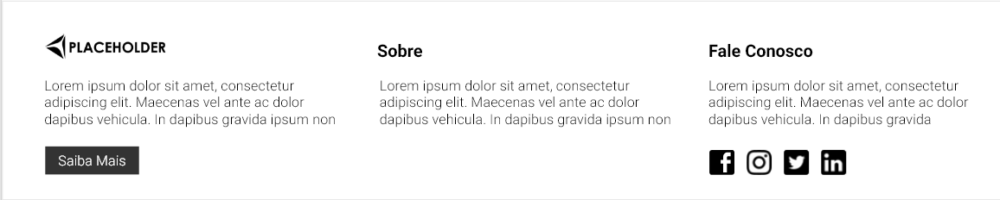 PLACEHOLDER
Lorem ipsum dolor sit amet, consectetur
adipiscing elit. Maecenas vel ante ac dolor
dapibus vehicula. In dapibus gravida ipsum non
Saiba Mais
Sobre
Lorem ipsum dolor sit amet, consectetur
adipiscing elit. Maecenas vel ante ac dolor
dapibus vehicula. In dapibus gravida ipsum non
Fale Conosco
Lorem ipsum dolor sit amet, consectetur
adipiscing elit. Maecenas vel ante ac dolor
dapibus vehicula. In dapibus gravida